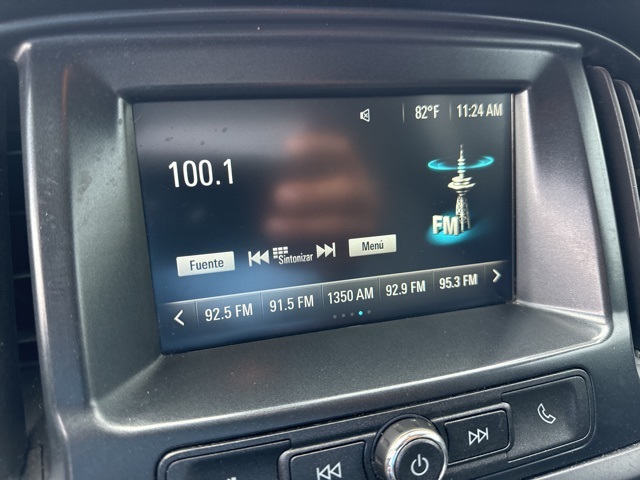 82°F 11:24 AM
100.1
FM
Fuente Sintonizar Menú
92.5 FM 91.5 FM 1350 AM 92.9 FM 95.3 FM